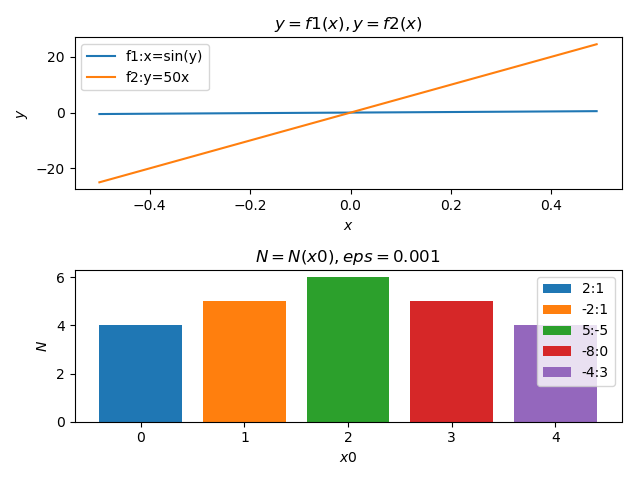 y = f1(x), y = f2(x)
f1:x=sin(y)
f2:y=50x
20
0
−20
y
−0.4 −0.2 0.0 0.2 0.4
x
N = N(x0), eps = 0.001
6
4
2
0
N
2:1
-2:1
5:-5
-8:0
-4:3
0 1 2 3 4
x0